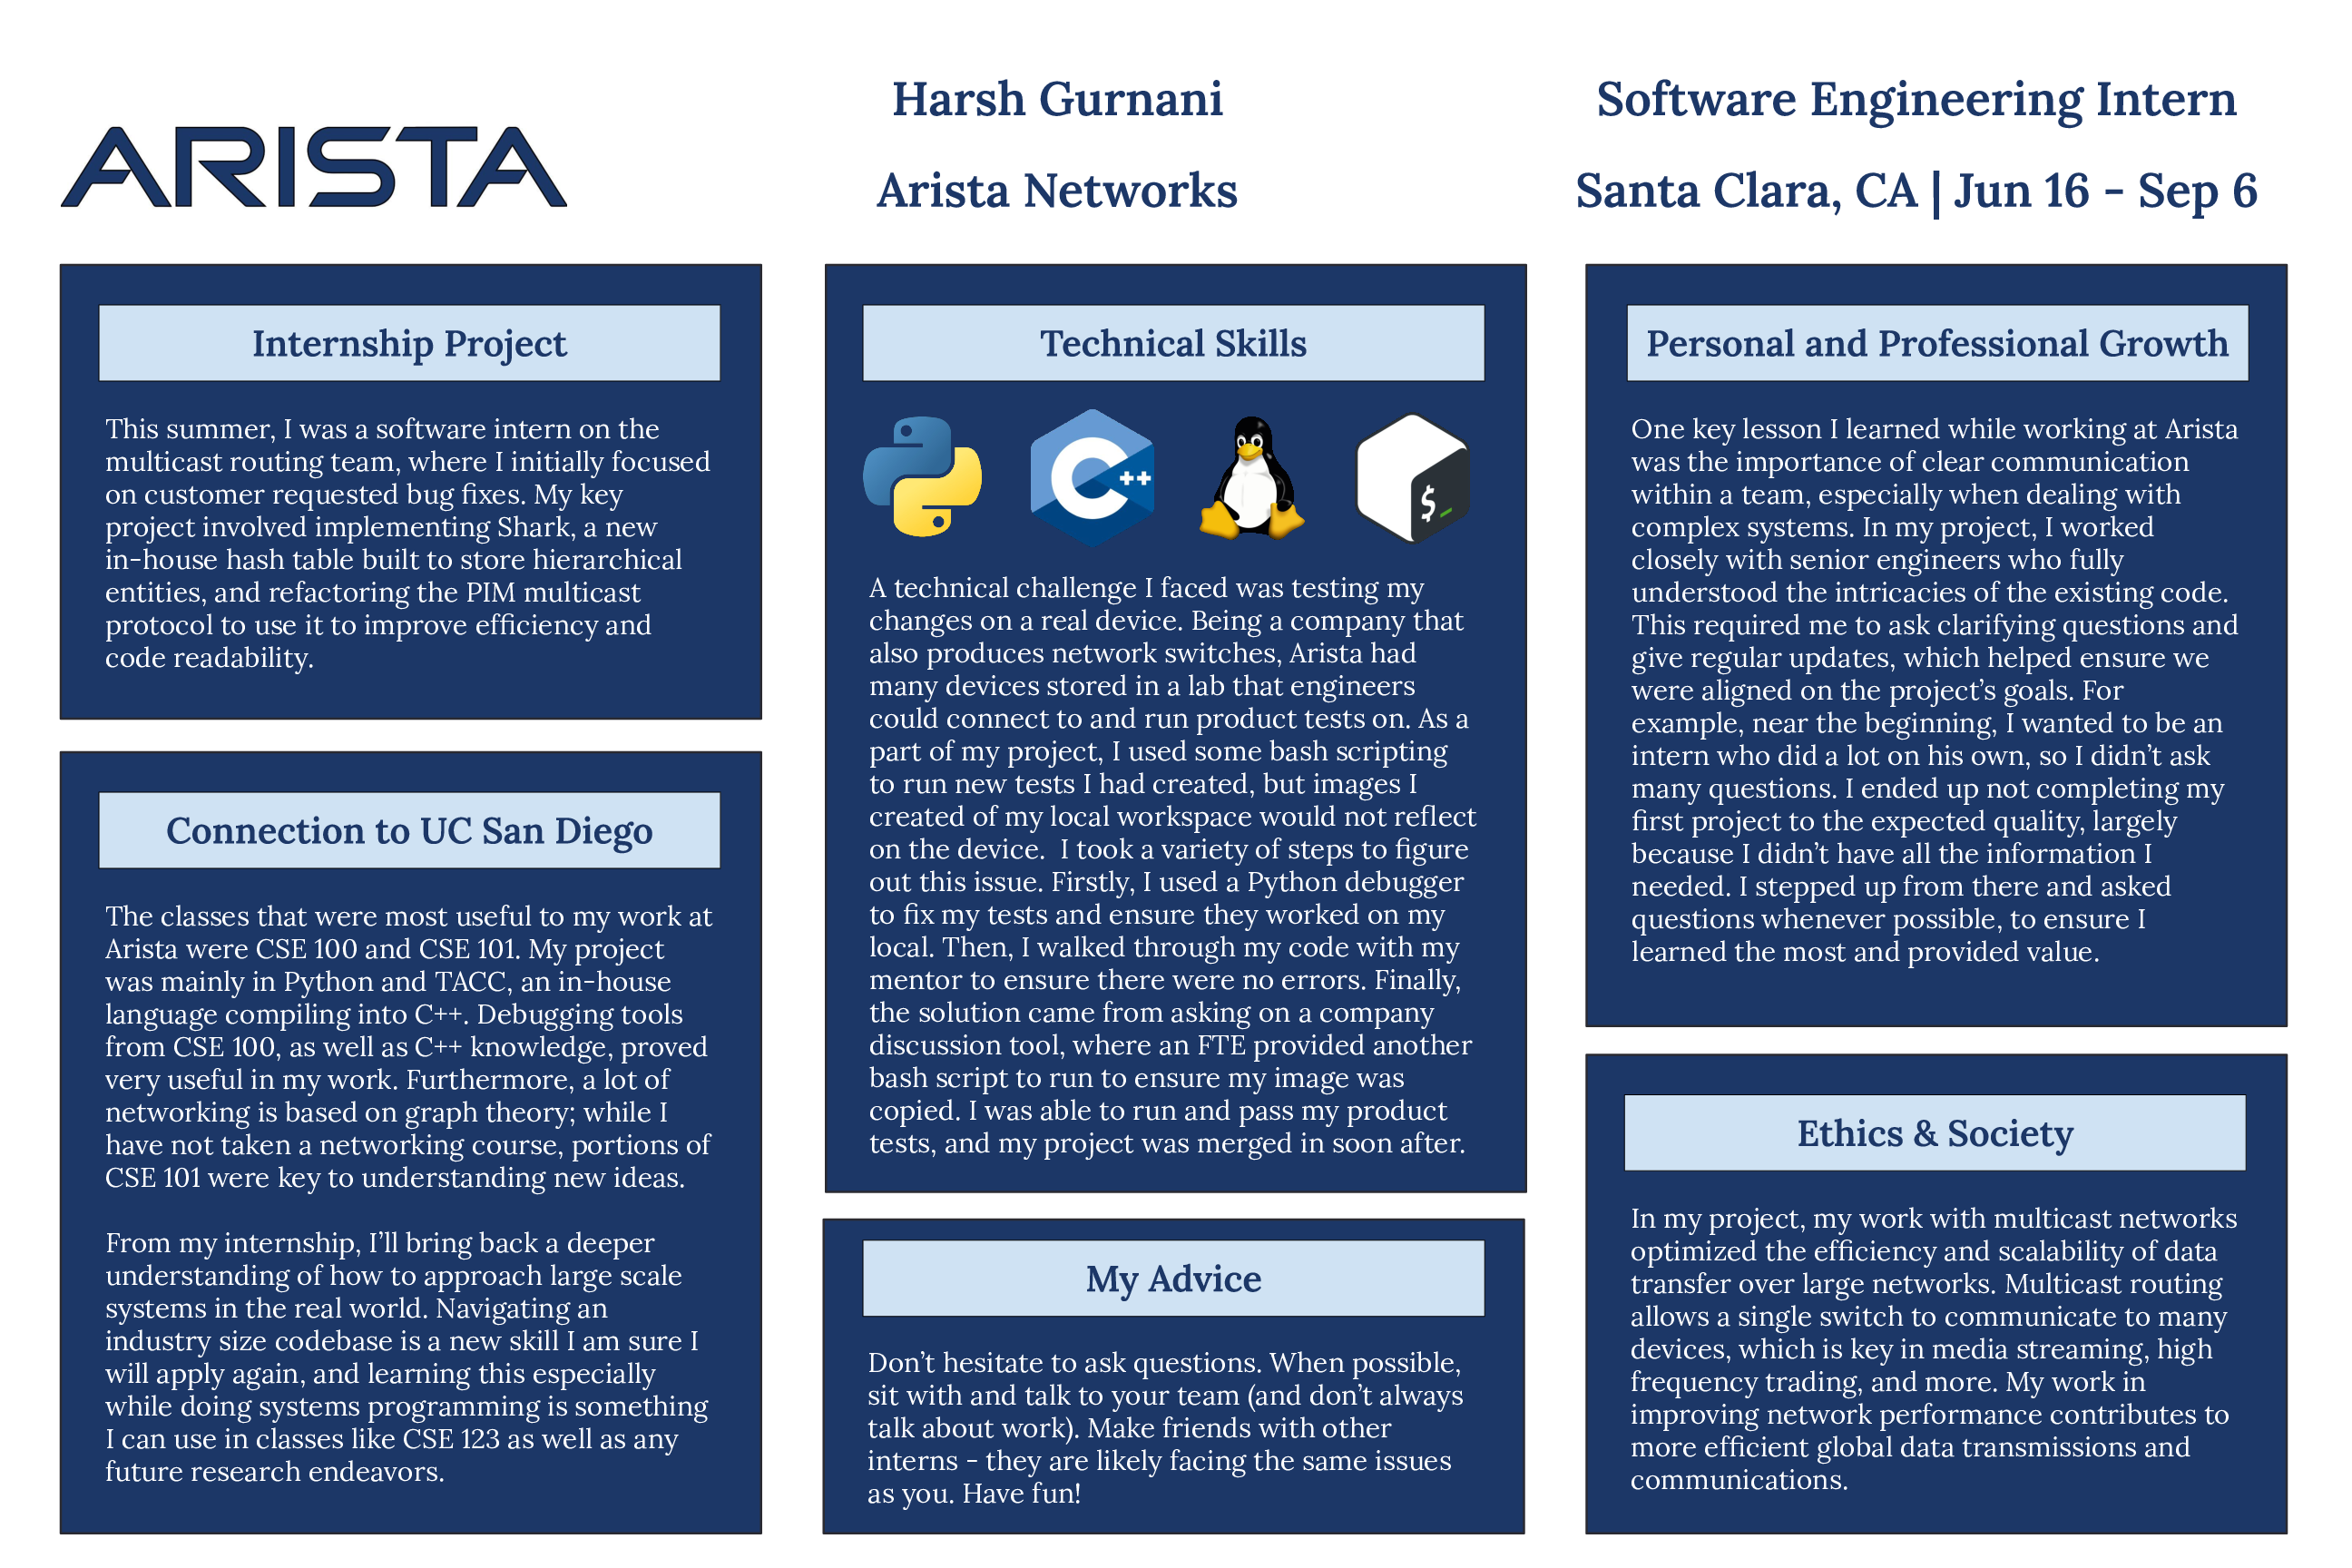 ARISTA
Harsh Gurnani
Arista Networks
Software Engineering Intern
Santa Clara, CA | Jun 16 - Sep 6
Internship Project
This summer, I was a software intern on the
multicast routing team, where I initially focused
on customer requested bug fixes. My key
project involved implementing Shark, a new
in-house hash table built to store hierarchical
entities, and refactoring the PIM multicast
protocol to use it to improve efficiency and
code readability.
Connection to UC San Diego
The classes that were most useful to my work at
Arista were CSE 100 and CSE 101. My project
was mainly in Python and TACC, an in-house
language compiling into C++. Debugging tools
from CSE 100, as well as C++ knowledge, proved
very useful in my work. Furthermore, a lot of
networking is based on graph theory; while I
have not taken a networking course, portions of
CSE 101 were key to understanding new ideas.
From my internship, I’ll bring back a deeper
understanding of how to approach large scale
systems in the real world. Navigating an
industry size codebase is a new skill I am sure I
will apply again, and learning this especially
while doing systems programming is something
I can use in classes like CSE 123 as well as any
future research endeavors.
Technical Skills
C++
$_
A technical challenge I faced was testing my
changes on a real device. Being a company that
also produces network switches, Arista had
many devices stored in a lab that engineers
could connect to and run product tests on. As a
part of my project, I used some bash scripting
to run new tests I had created, but images I
created of my local workspace would not reflect
on the device.  I took a variety of steps to figure
out this issue. Firstly, I used a Python debugger
to fix my tests and ensure they worked on my
local. Then, I walked through my code with my
mentor to ensure there were no errors. Finally,
the solution came from asking on a company
discussion tool, where an FTE provided another
bash script to run to ensure my image was
copied. I was able to run and pass my product
tests, and my project was merged in soon after.
My Advice
Don’t hesitate to ask questions. When possible,
sit with and talk to your team (and don’t always
talk about work). Make friends with other
interns - they are likely facing the same issues
as you. Have fun!
Personal and Professional Growth
One key lesson I learned while working at Arista
was the importance of clear communication
within a team, especially when dealing with
complex systems. In my project, I worked
closely with senior engineers who fully
understood the intricacies of the existing code.
This required me to ask clarifying questions and
give regular updates, which helped ensure we
were aligned on the project’s goals. For
example, near the beginning, I wanted to be an
intern who did a lot on his own, so I didn’t ask
many questions. I ended up not completing my
first project to the expected quality, largely
because I didn’t have all the information I
needed. I stepped up from there and asked
questions whenever possible, to ensure I
learned the most and provided value.
Ethics & Society
In my project, my work with multicast networks
optimized the efficiency and scalability of data
transfer over large networks. Multicast routing
allows a single switch to communicate to many
devices, which is key in media streaming, high
frequency trading, and more. My work in
improving network performance contributes to
more efficient global data transmissions and
communications.